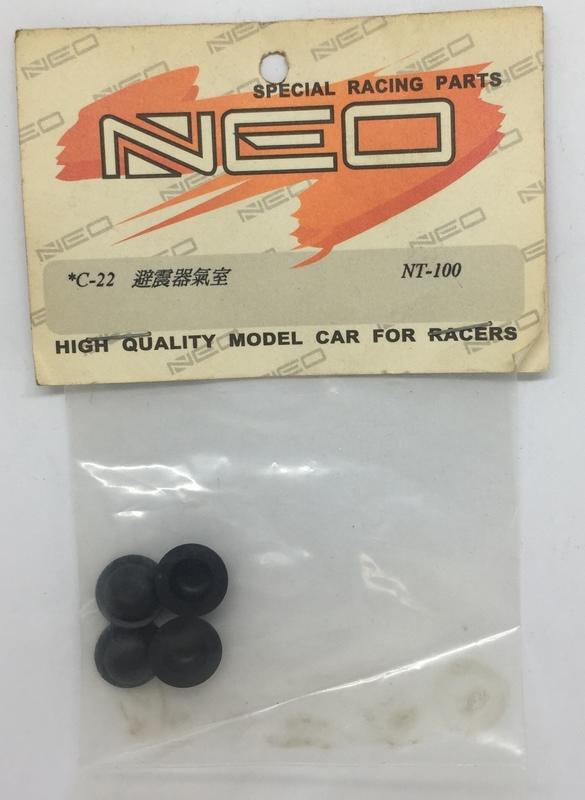 SPECIAL RACING PARTS
NEO
*C-22 避震器氣室 NT-100
HIGH QUALITY MODEL CAR FOR RACERS